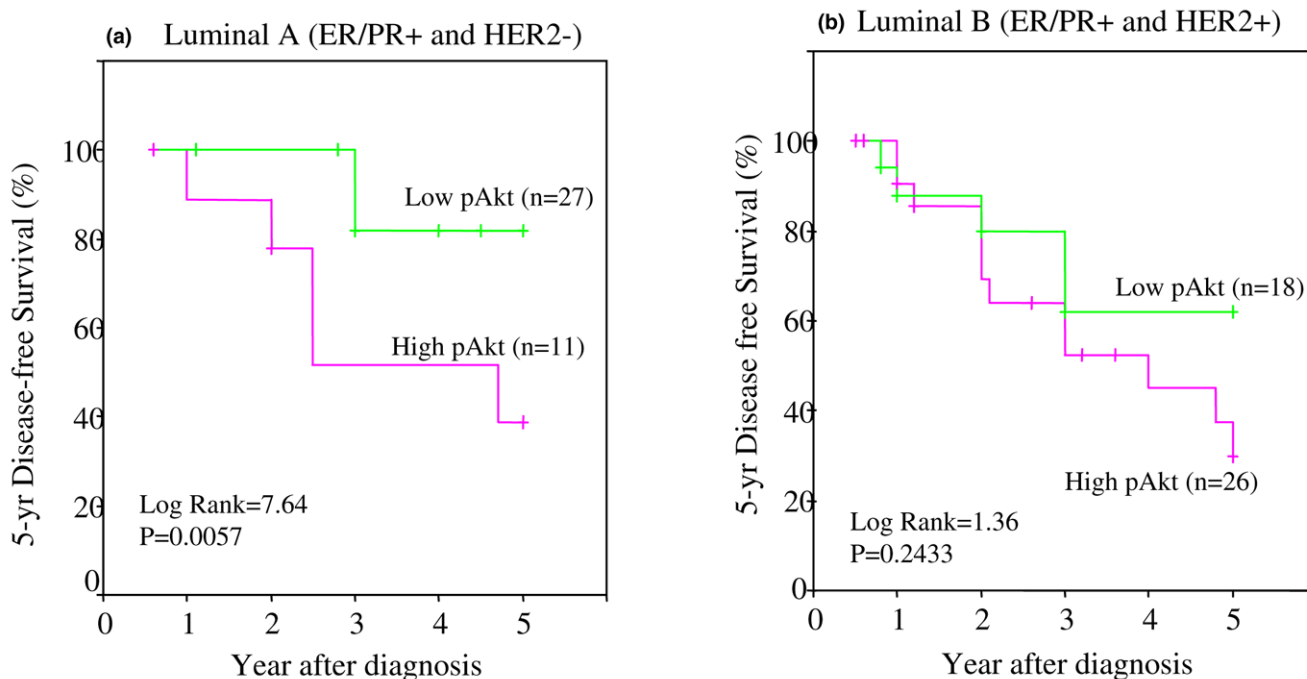 (a) Luminal A (ER/PR+ and HER2-)
5-yr Disease-free Survival (%)
100
80
60
40
20
0
Low pAkt (n=27)
High pAkt (n=11)
Log Rank=7.64
P=0.0057
0 1 2 3 4 5
Year after diagnosis
(b) Luminal B (ER/PR+ and HER2+)
5-yr Disease free Survival (%)
100
80
60
40
20
0
Low pAkt (n=18)
High pAkt (n=26)
Log Rank=1.36
P=0.2433
0 1 2 3 4 5
Year after diagnosis